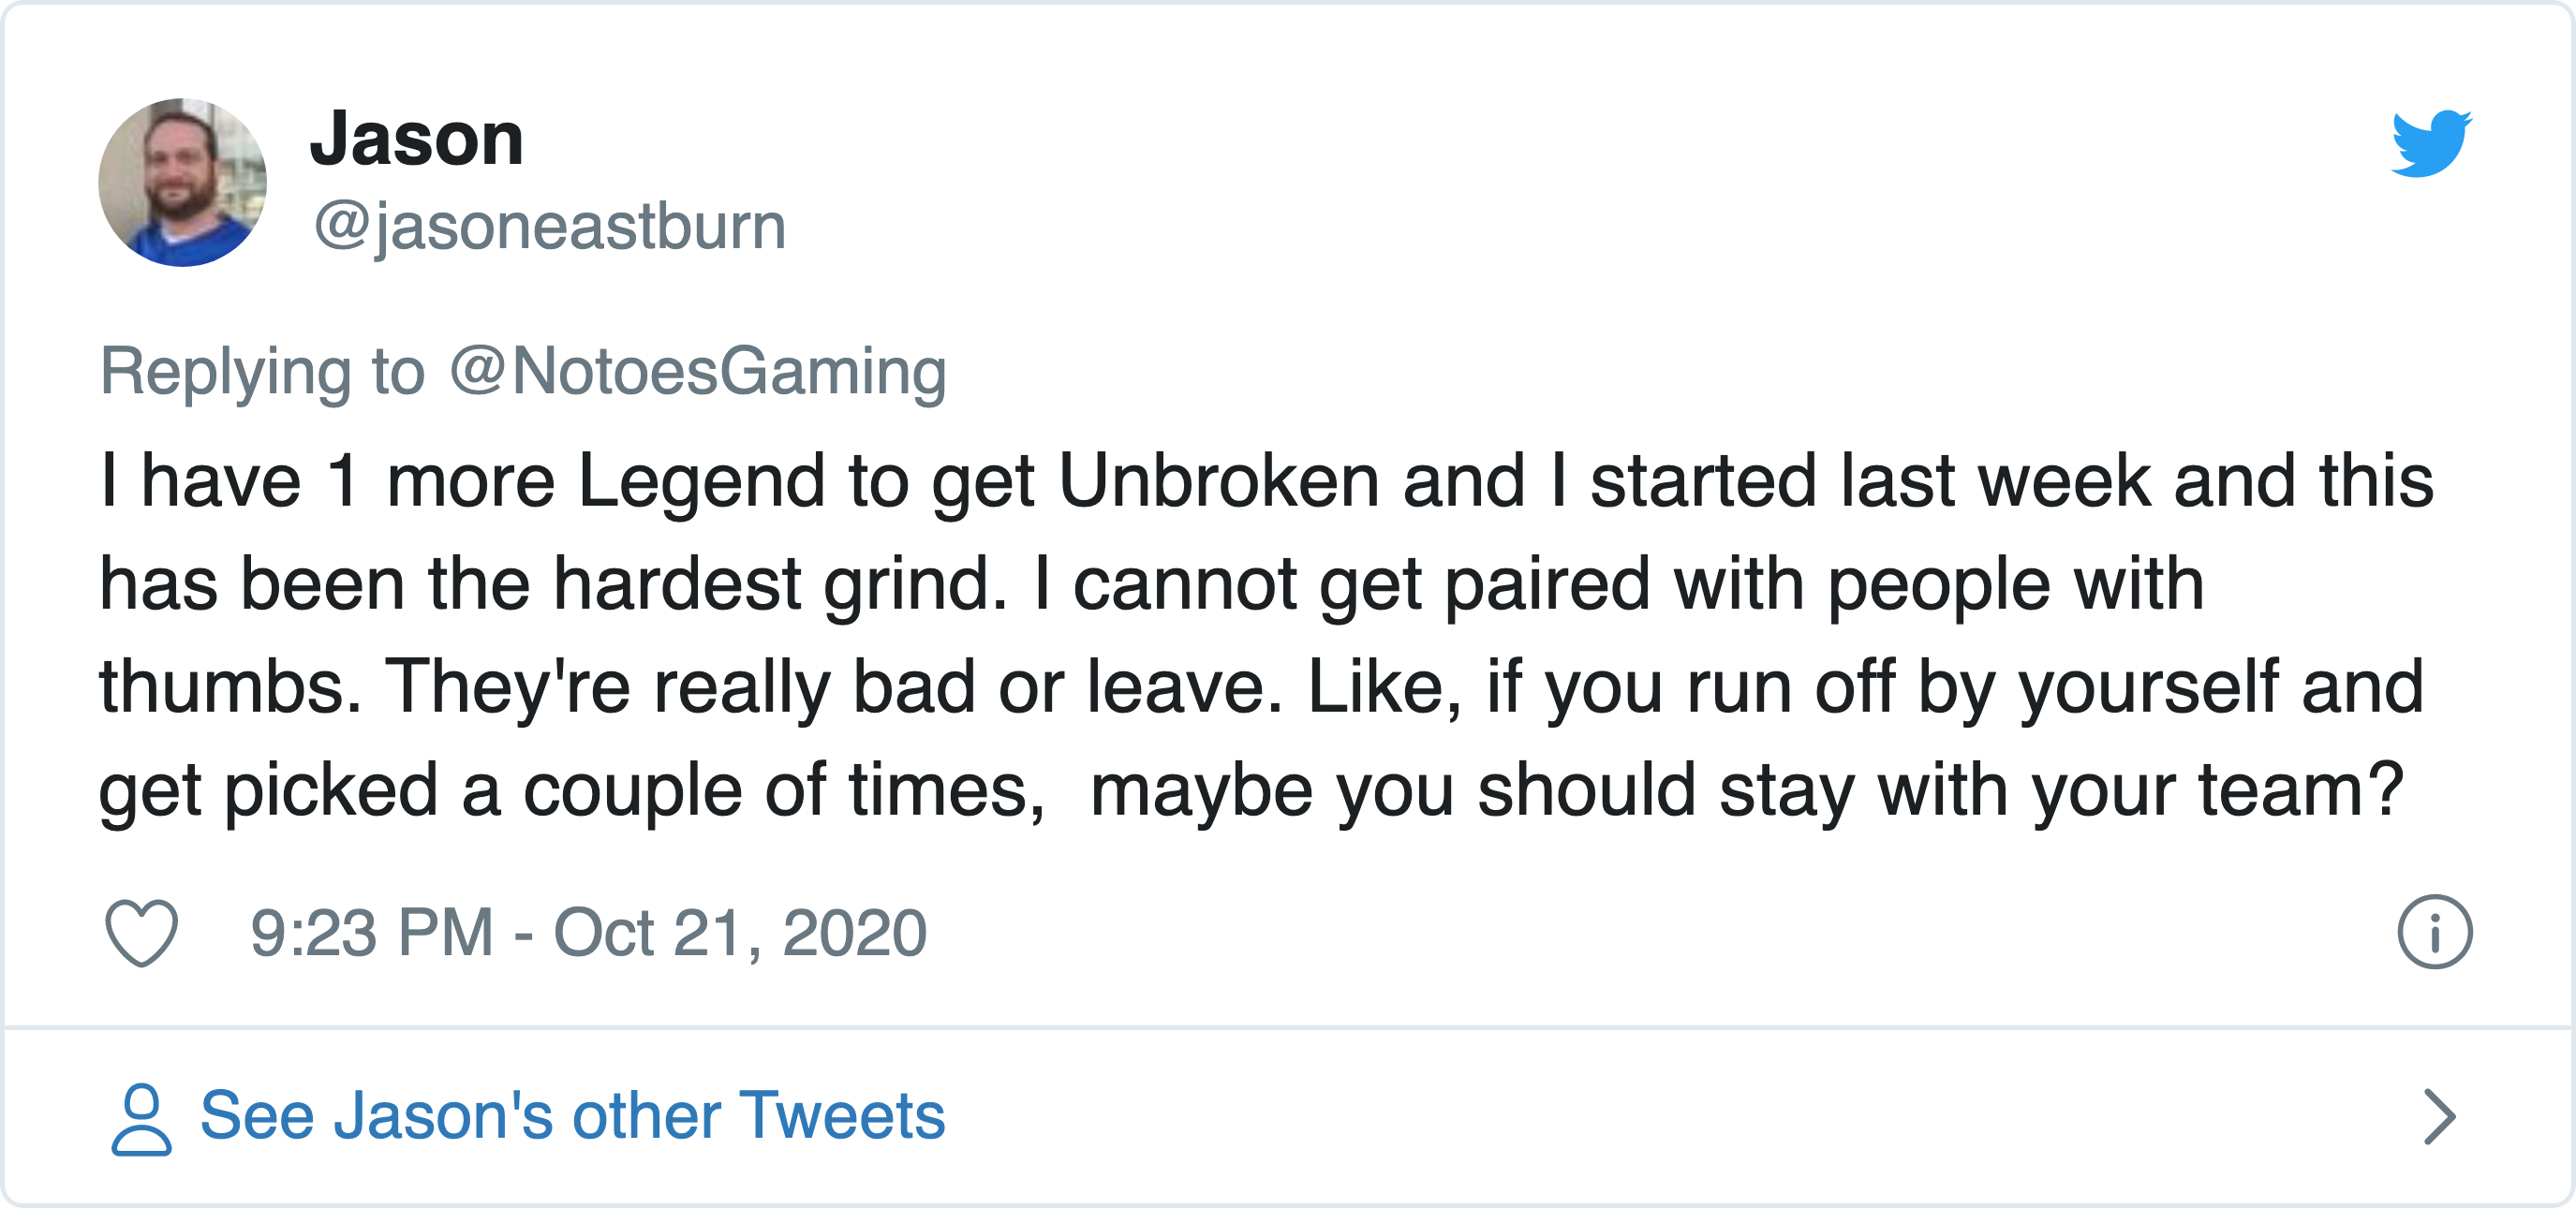 Jason
@jasoneastburn
Replying to @NotoesGaming
I have 1 more Legend to get Unbroken and I started last week and this
has been the hardest grind. I cannot get paired with people with
thumbs. They're really bad or leave. Like, if you run off by yourself and
get picked a couple of times,  maybe you should stay with your team?
9:23 PM - Oct 21, 2020
See Jason's other Tweets